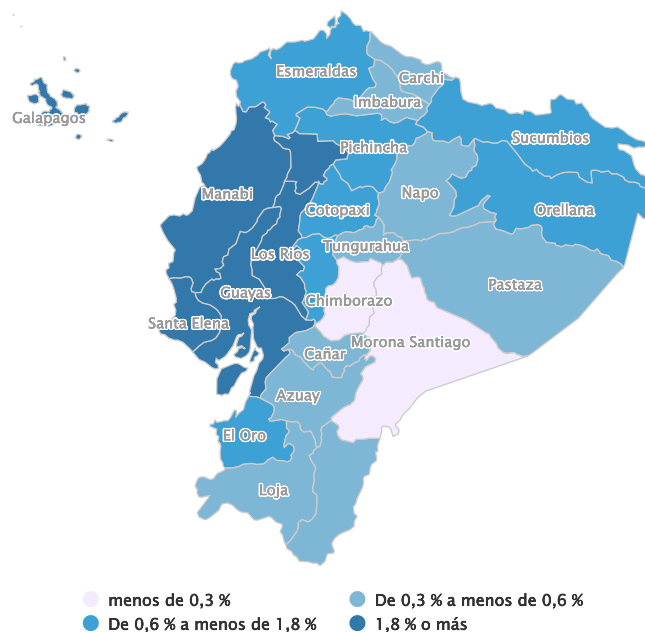 Esmeraldas
Carchi
Imbabura
Galapagos
Sucumbios
Pichincha
Manabi
Napo
Cotopaxi
Orellana
Tungurahua
Los Riós
Pastaza
Guayas
Chimborazo
Santa Elena
Morona Santiago
Cañar
Azuay
El Oro
Loja
menos de 0,3 %
De 0,3 % a menos de 0,6 %
De 0,6 % a menos de 1,8 %
1,8 % o más